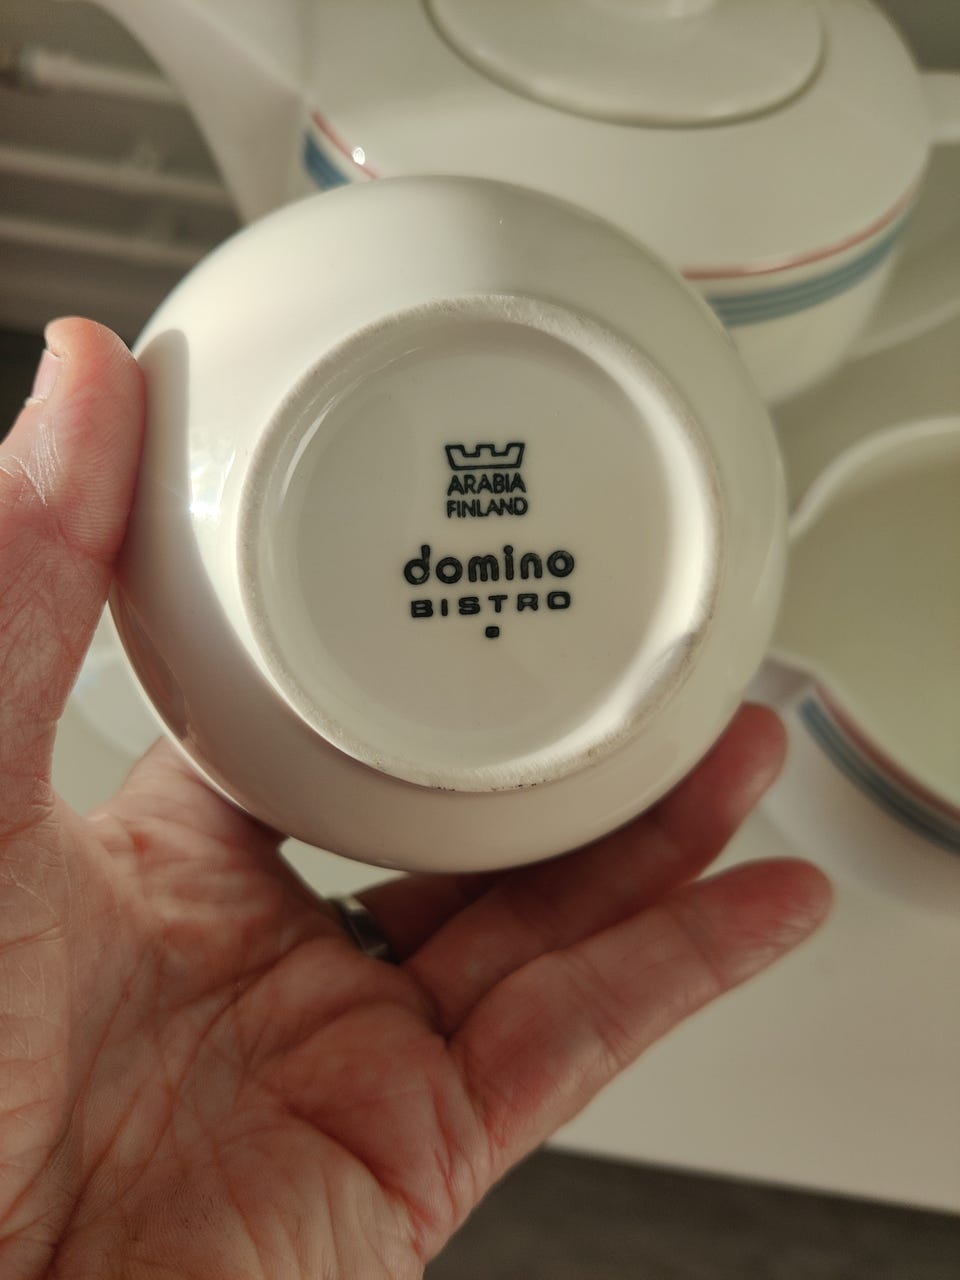 ARABIA
FINLAND
domino
BISTRO